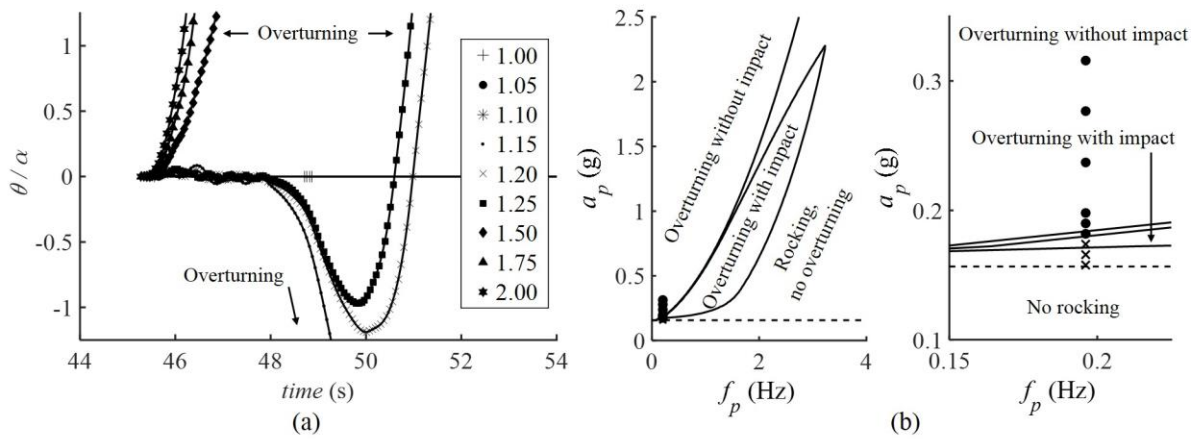 Overturning
1
0.5
0
-0.5
-1
θ / α
Overturning
1.00
1.05
1.10
1.15
1.20
1.25
1.50
1.75
2.00
44 46 48 50 52 54
time (s)
(a)
2.5
2
1.5
1
0.5
0
a_p (g)
Overturning without impact
Overturning with impact
Rocking,
no overturning
0 2 4
f_p (Hz)
Overturning without impact
0.3
Overturning with impact
0.2
a_p (g)
No rocking
0.1
0.15 0.2
f_p (Hz)
(b)